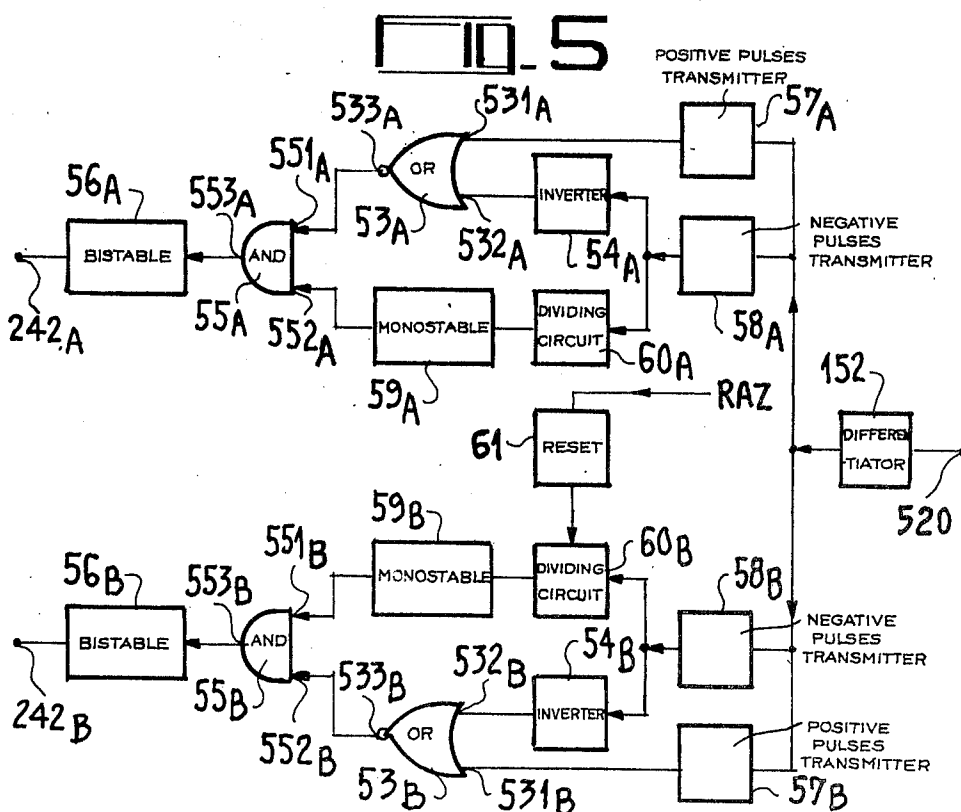 FIG. 5
POSITIVE PULSES
TRANSMITTER
57A
533A
531A
OR
53A
532A
INVERTER
54A
NEGATIVE
PULSES
TRANSMITTER
58A
56A
BISTABLE
242A
553A
551A
AND
55A
552A
MONOSTABLE
59A
DIVIDING
CIRCUIT
60A
RAZ
61
RESET
152
DIFFEREN
TIATOR
520
59B
MONOSTABLE
60B
DIVIDING
CIRCUIT
58B
NEGATIVE
PULSES
TRANSMITTER
56B
BISTABLE
242B
553B
551B
AND
55B
552B
533B
532B
OR
53B
531B
54B
INVERTER
POSITIVE
PULSES
TRANSMITTER
57B